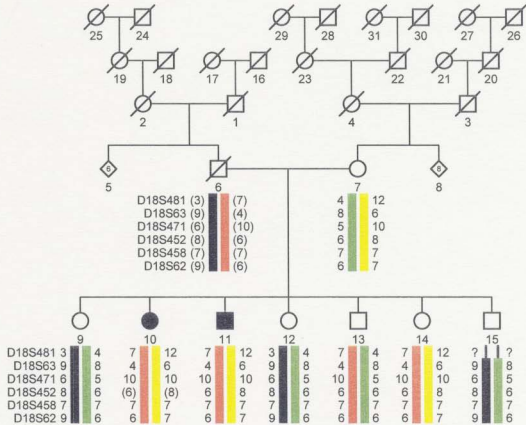 25 24 29 28 31 30 27 26
19 18 17 16 23 22 21 20
2 1 4 3
6 6
5 6 7 8
D18S481 (3) (7) 4 12
D18S63 (9) (4) 8 6
D18S471 (6) (10) 5 10
D18S452 (8) (6) 6 8
D18S458 (7) (7) 7 7
D18S62 (9) (6) 6 7
9 10 11 12 13 14 15
D18S481 3 4 7 12 7 12 3 4 7 4 7 12 ? ?
D18S63 9 8 4 6 4 6 9 8 4 8 4 6 9 8
D18S471 6 5 10 10 10 10 6 5 10 5 10 10 6 5
D18S452 8 6 (6) (8) 6 8 8 6 6 6 6 8 8 6
D18S458 7 7 7 7 7 7 7 7 7 7 7 7 7 7
D18S62 9 6 6 7 6 7 9 6 6 6 6 7 9 6